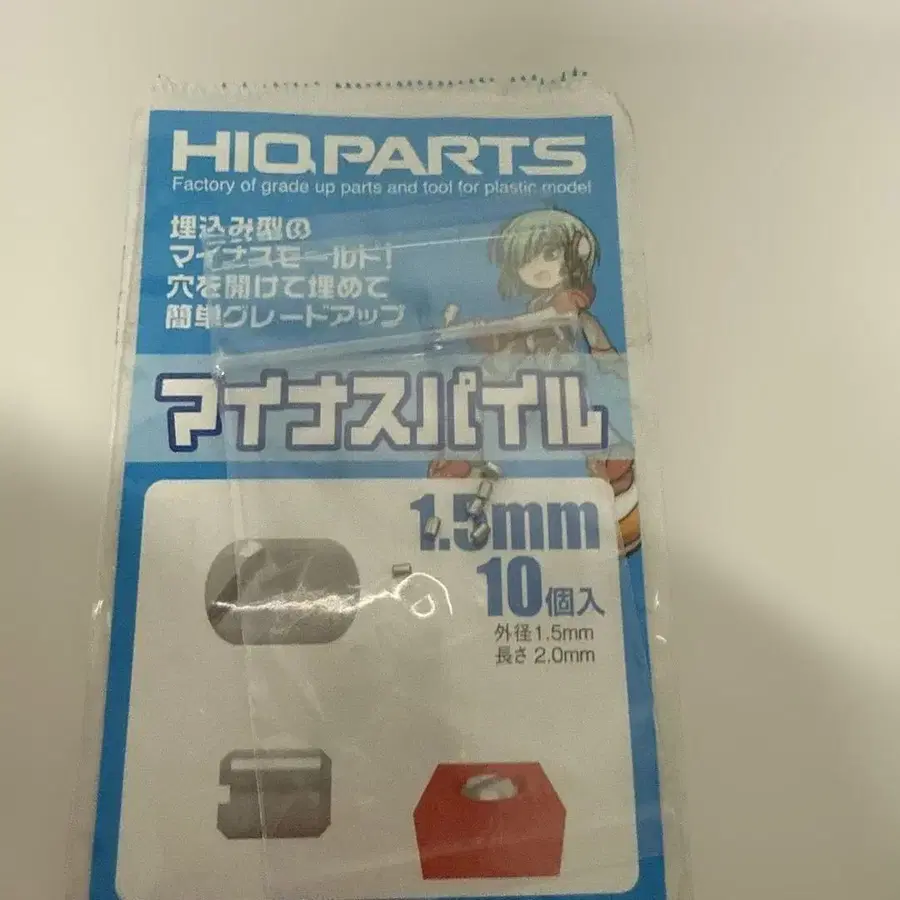 HIQPARTS
Factory of grade up parts and tool for plastic model
埋込み型の
マイナスモールド!
穴を開けて埋めて
簡単グレードアップ
マイナスパイル
1.5mm
10個入
外径1.5mm
長さ2.0mm